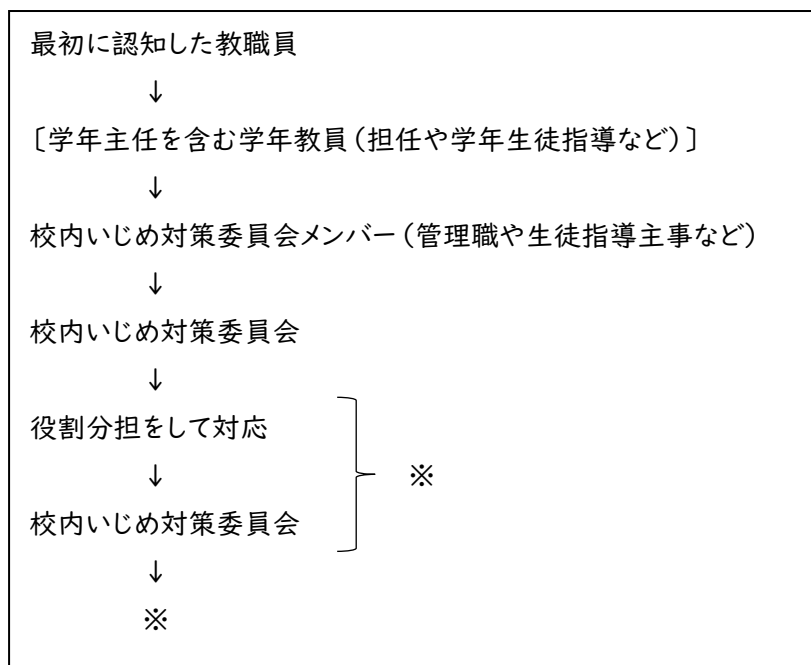 最初に認知した教職員
↓
〔学年主任を含む学年教員（担任や学年生徒指導など）〕
↓
校内いじめ対策委員会メンバー（管理職や生徒指導主事など）
↓
校内いじめ対策委員会
↓
役割分担をして対応
↓ ※
校内いじめ対策委員会
↓
※